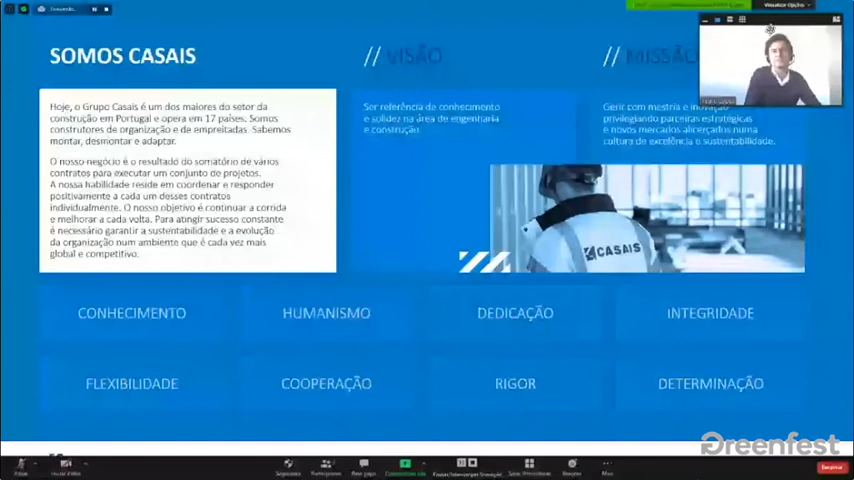 Visualizar Opções
SOMOS CASAIS
// VISÃO
// MISSÃO
Hoje, o Grupo Casais é um dos maiores do setor da
construção em Portugal e opera em 17 países. Somos
construtores de organização e de empreitadas. Sabemos
montar, desmontar e adaptar.
O nosso negócio é o resultado do somatório de vários
contratos para executar um conjunto de projetos.
A nossa habilidade reside em coordenar e responder
positivamente a cada um desses contratos
individualmente. O nosso objetivo é continuar a corrida
e melhorar a cada volta. Para atingir sucesso constante
é necessário garantir a sustentabilidade e a evolução
da organização num ambiente que é cada vez mais
global e competitivo.
Ser referência de conhecimento
e solidez na área de engenharia
e construção.
Gerir com mestria e inovação
privilegiando parceiras estratégicas
e novos mercados alicerçados numa
cultura de excelência e sustentabilidade.
CASAIS
CONHECIMENTO
HUMANISMO
DEDICAÇÃO
INTEGRIDADE
FLEXIBILIDADE
COOPERAÇÃO
RIGOR
DETERMINAÇÃO
Greenfest